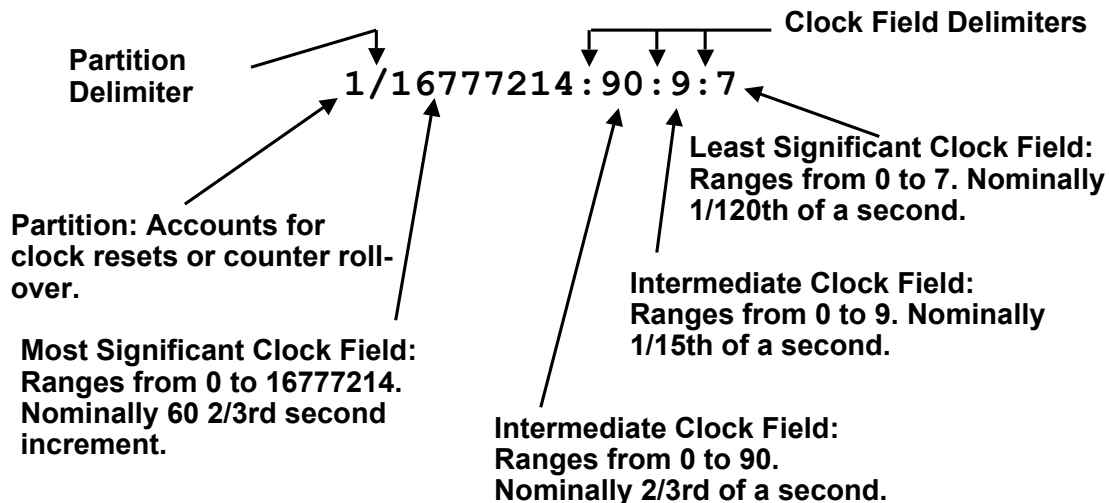 Clock Field Delimiters
Partition
Delimiter
1/16777214:90:9:7
Least Significant Clock Field:
Ranges from 0 to 7. Nominally
1/120th of a second.
Partition: Accounts for
clock resets or counter roll-
over.
Intermediate Clock Field:
Ranges from 0 to 9. Nominally
1/15th of a second.
Most Significant Clock Field:
Ranges from 0 to 16777214.
Nominally 60 2/3rd second
increment.
Intermediate Clock Field:
Ranges from 0 to 90.
Nominally 2/3rd of a second.